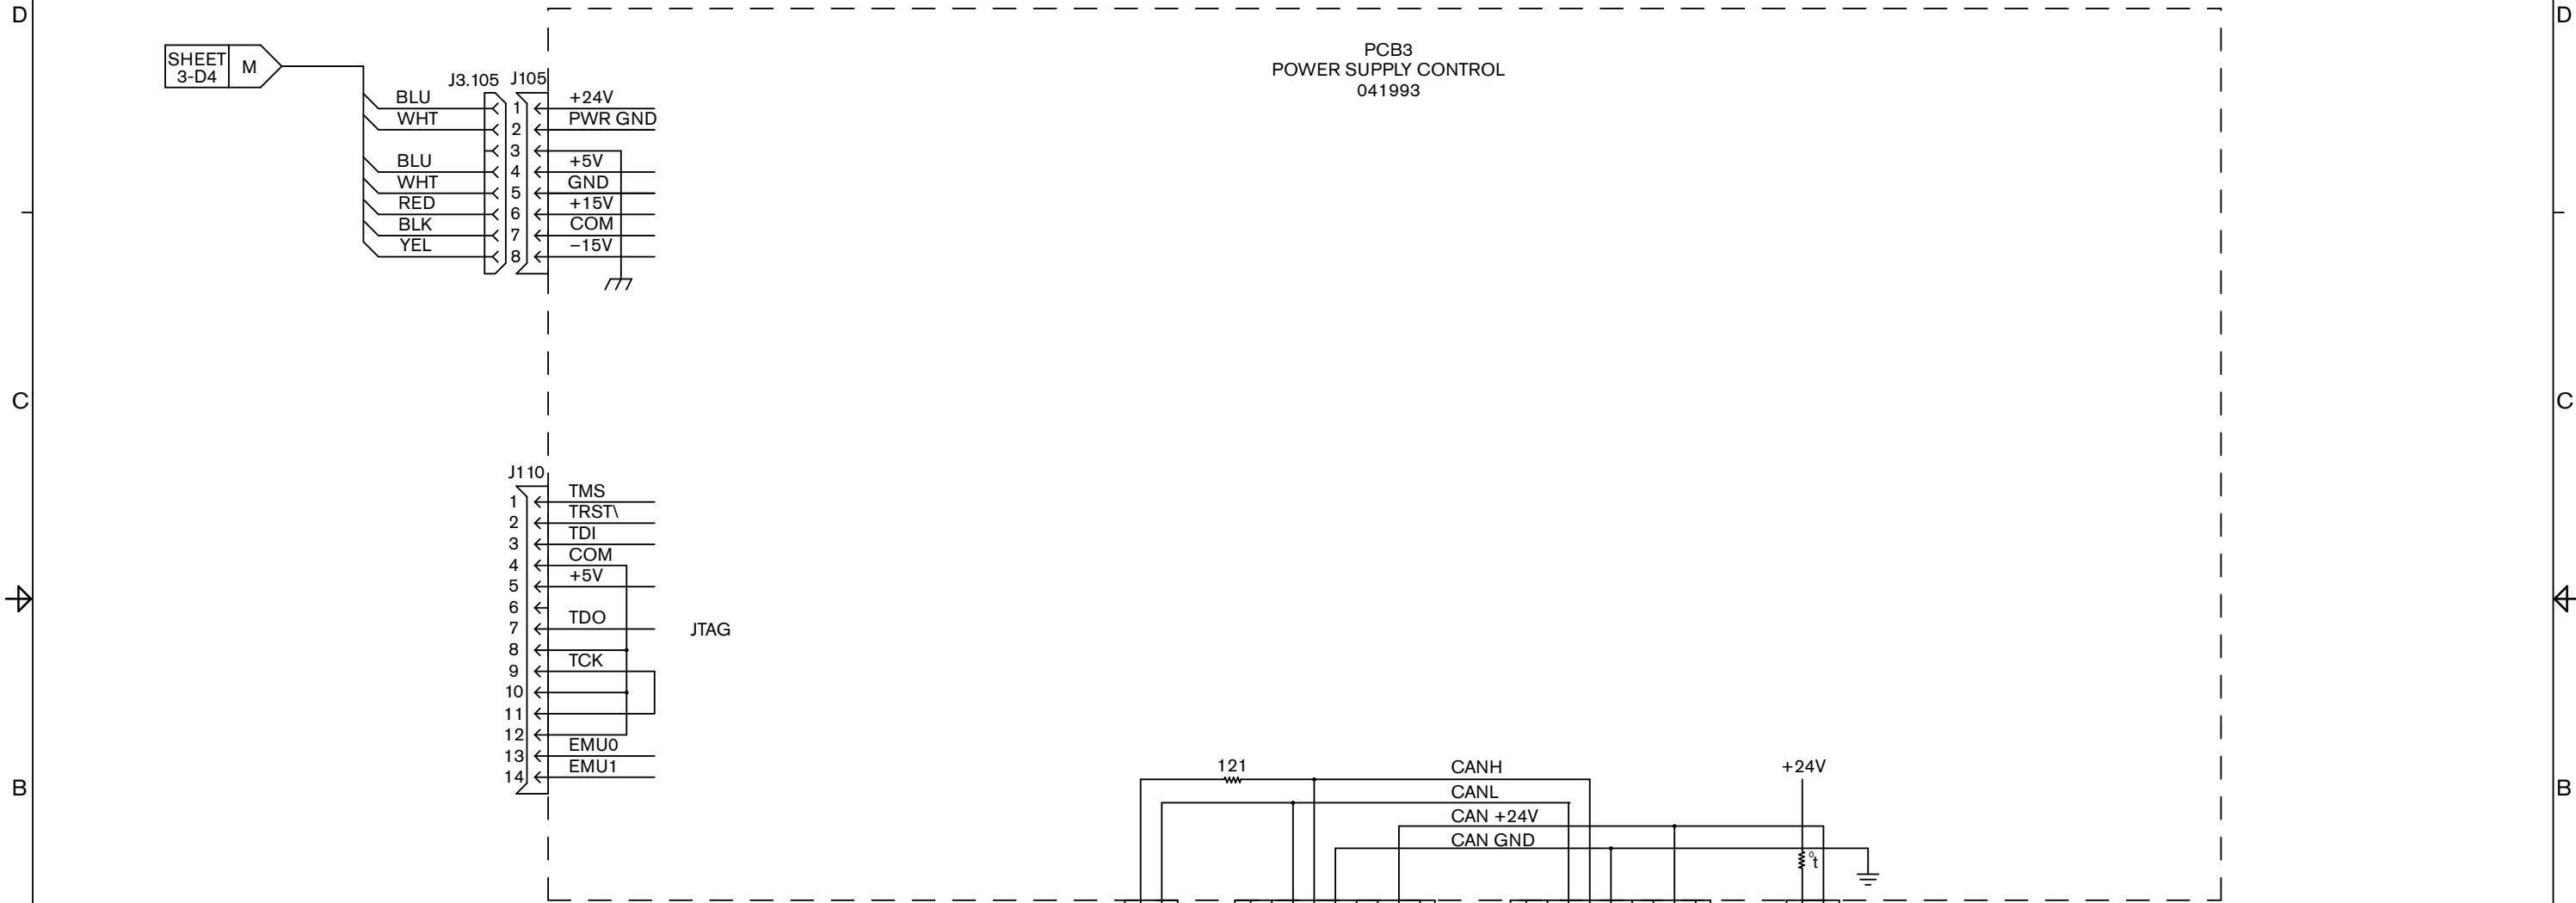 D
D
SHEET
3-D4
M
PCB3
POWER SUPPLY CONTROL
041993
J3.105 J105
BLU 1 +24V
WHT 2 PWR GND
3
BLU 4 +5V
WHT 5 GND
RED 6 +15V
BLK 7 COM
YEL 8 –15V
C
C
J110
1 TMS
2 TRST\
3 TDI
4 COM
5 +5V
6
7 TDO
JTAG
8
9 TCK
10
11
12
13 EMU0
14 EMU1
B
B
121
CANH
+24V
CANL
CAN +24V
CAN GND
0
t